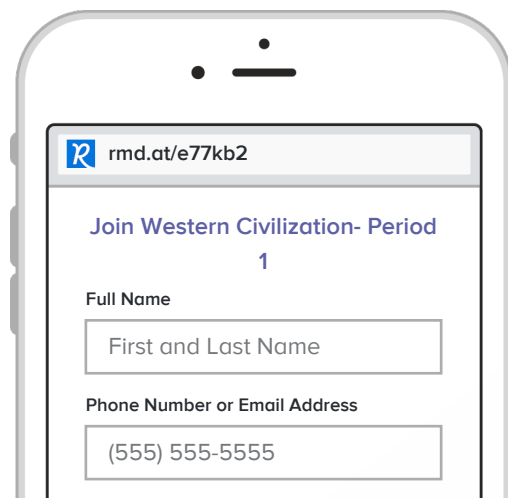 rmd.at/e77kb2
Join Western Civilization- Period
1
Full Name
First and Last Name
Phone Number or Email Address
(555) 555-5555